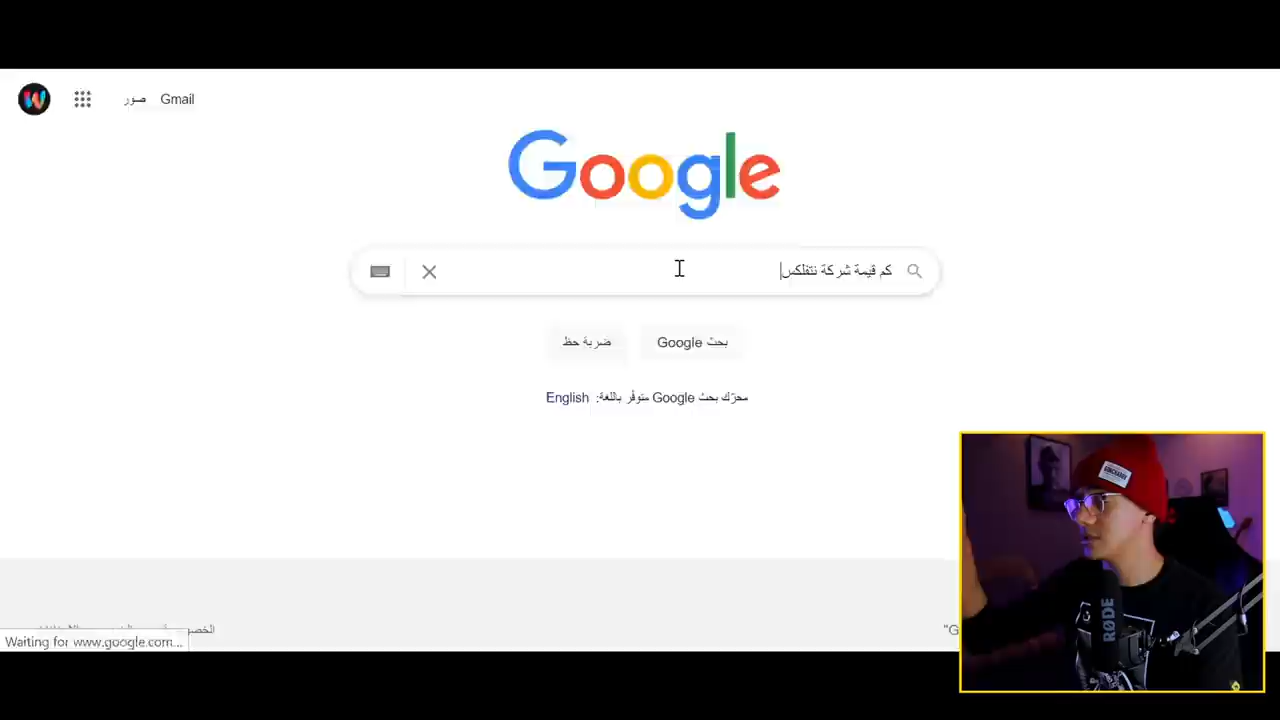 صور Gmail
Google
كم قيمة شركة نتفلكس
بحث Google
ضربة حظ
محرّك بحث Google متوفّر باللغة: English
Waiting for www.google.com...
RØDE